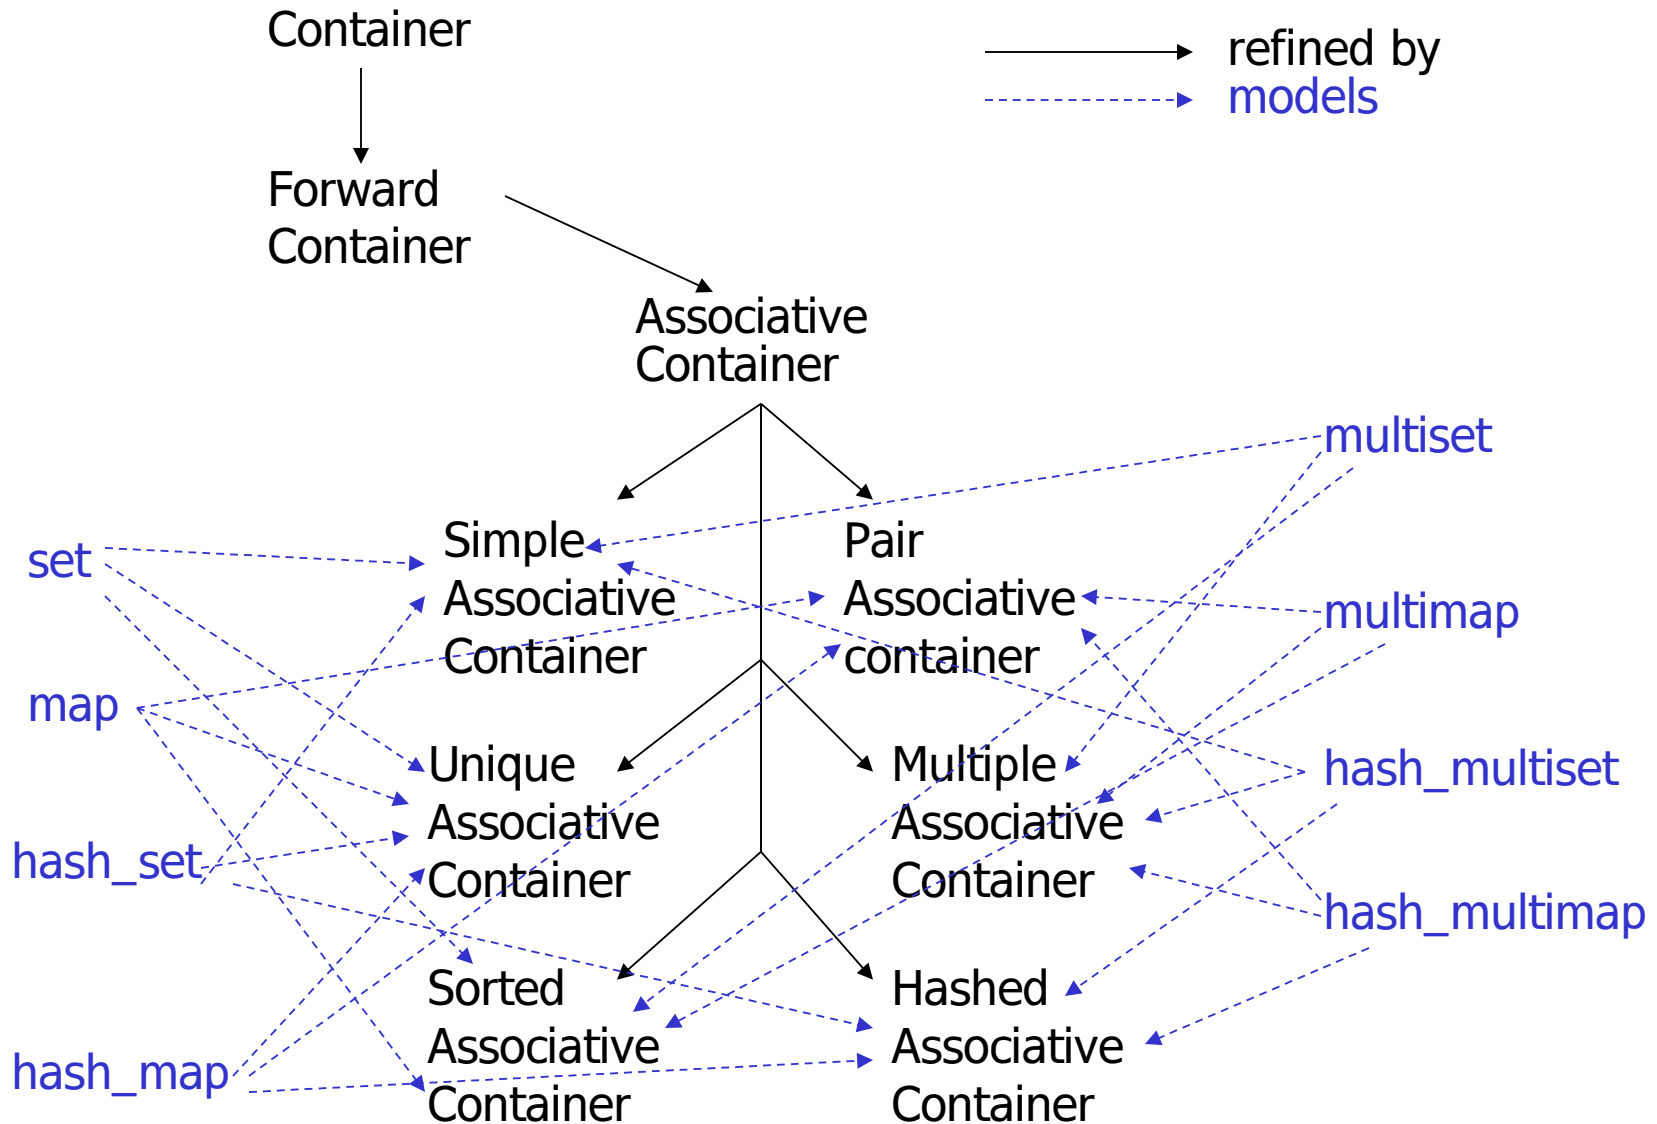 Container
refined by
models
Forward
Container
Associative
Container
multiset
Simple
Associative
Container
Pair
Associative
container
set
multimap
map
Unique
Associative
Container
Multiple
Associative
Container
hash_multiset
hash_set
hash_multimap
Sorted
Associative
Container
Hashed
Associative
Container
hash_map